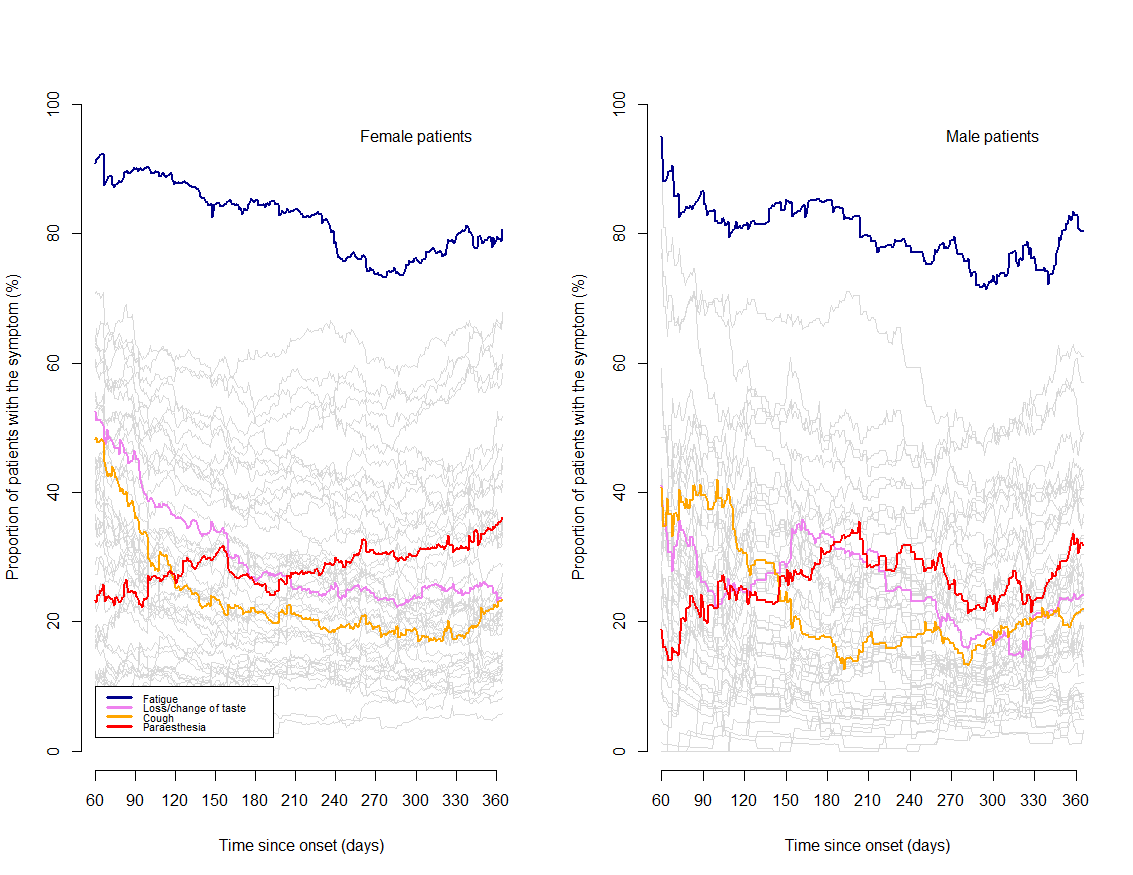 Female patients
Proportion of patients with the symptom (%)
0
20
40
60
80
100
Fatigue
Loss/change of taste
Cough
Paraesthesia
60 90 120 150 180 210 240 270 300 330 360
Time since onset (days)
Male patients
Proportion of patients with the symptom (%)
0
20
40
60
80
100
60 90 120 150 180 210 240 270 300 330 360
Time since onset (days)